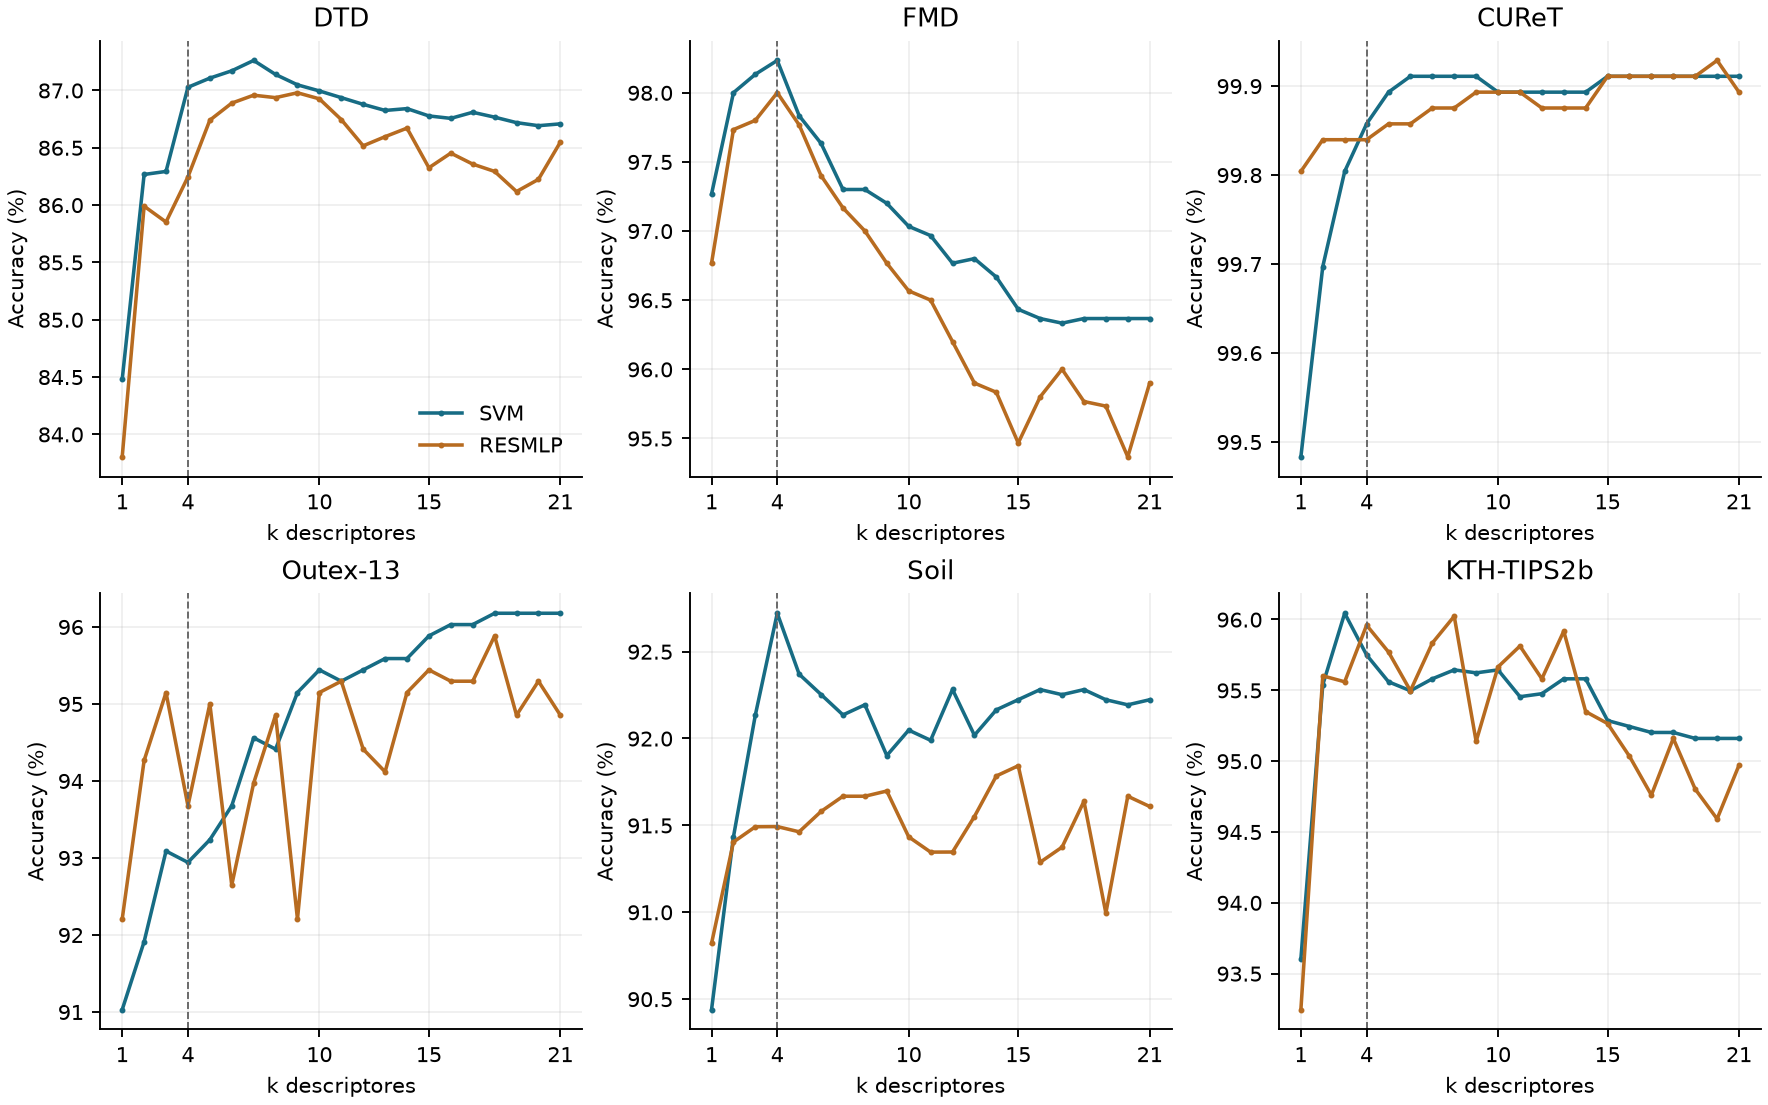 DTD
Accuracy (%)
87.0
86.5
86.0
85.5
85.0
84.5
84.0
SVM
RESMLP
1 4 10 15 21
k descriptores
FMD
Accuracy (%)
98.0
97.5
97.0
96.5
96.0
95.5
1 4 10 15 21
k descriptores
CUReT
Accuracy (%)
99.9
99.8
99.7
99.6
99.5
1 4 10 15 21
k descriptores
Outex-13
Accuracy (%)
96
95
94
93
92
91
1 4 10 15 21
k descriptores
Soil
Accuracy (%)
92.5
92.0
91.5
91.0
90.5
1 4 10 15 21
k descriptores
KTH-TIPS2b
Accuracy (%)
96.0
95.5
95.0
94.5
94.0
93.5
1 4 10 15 21
k descriptores